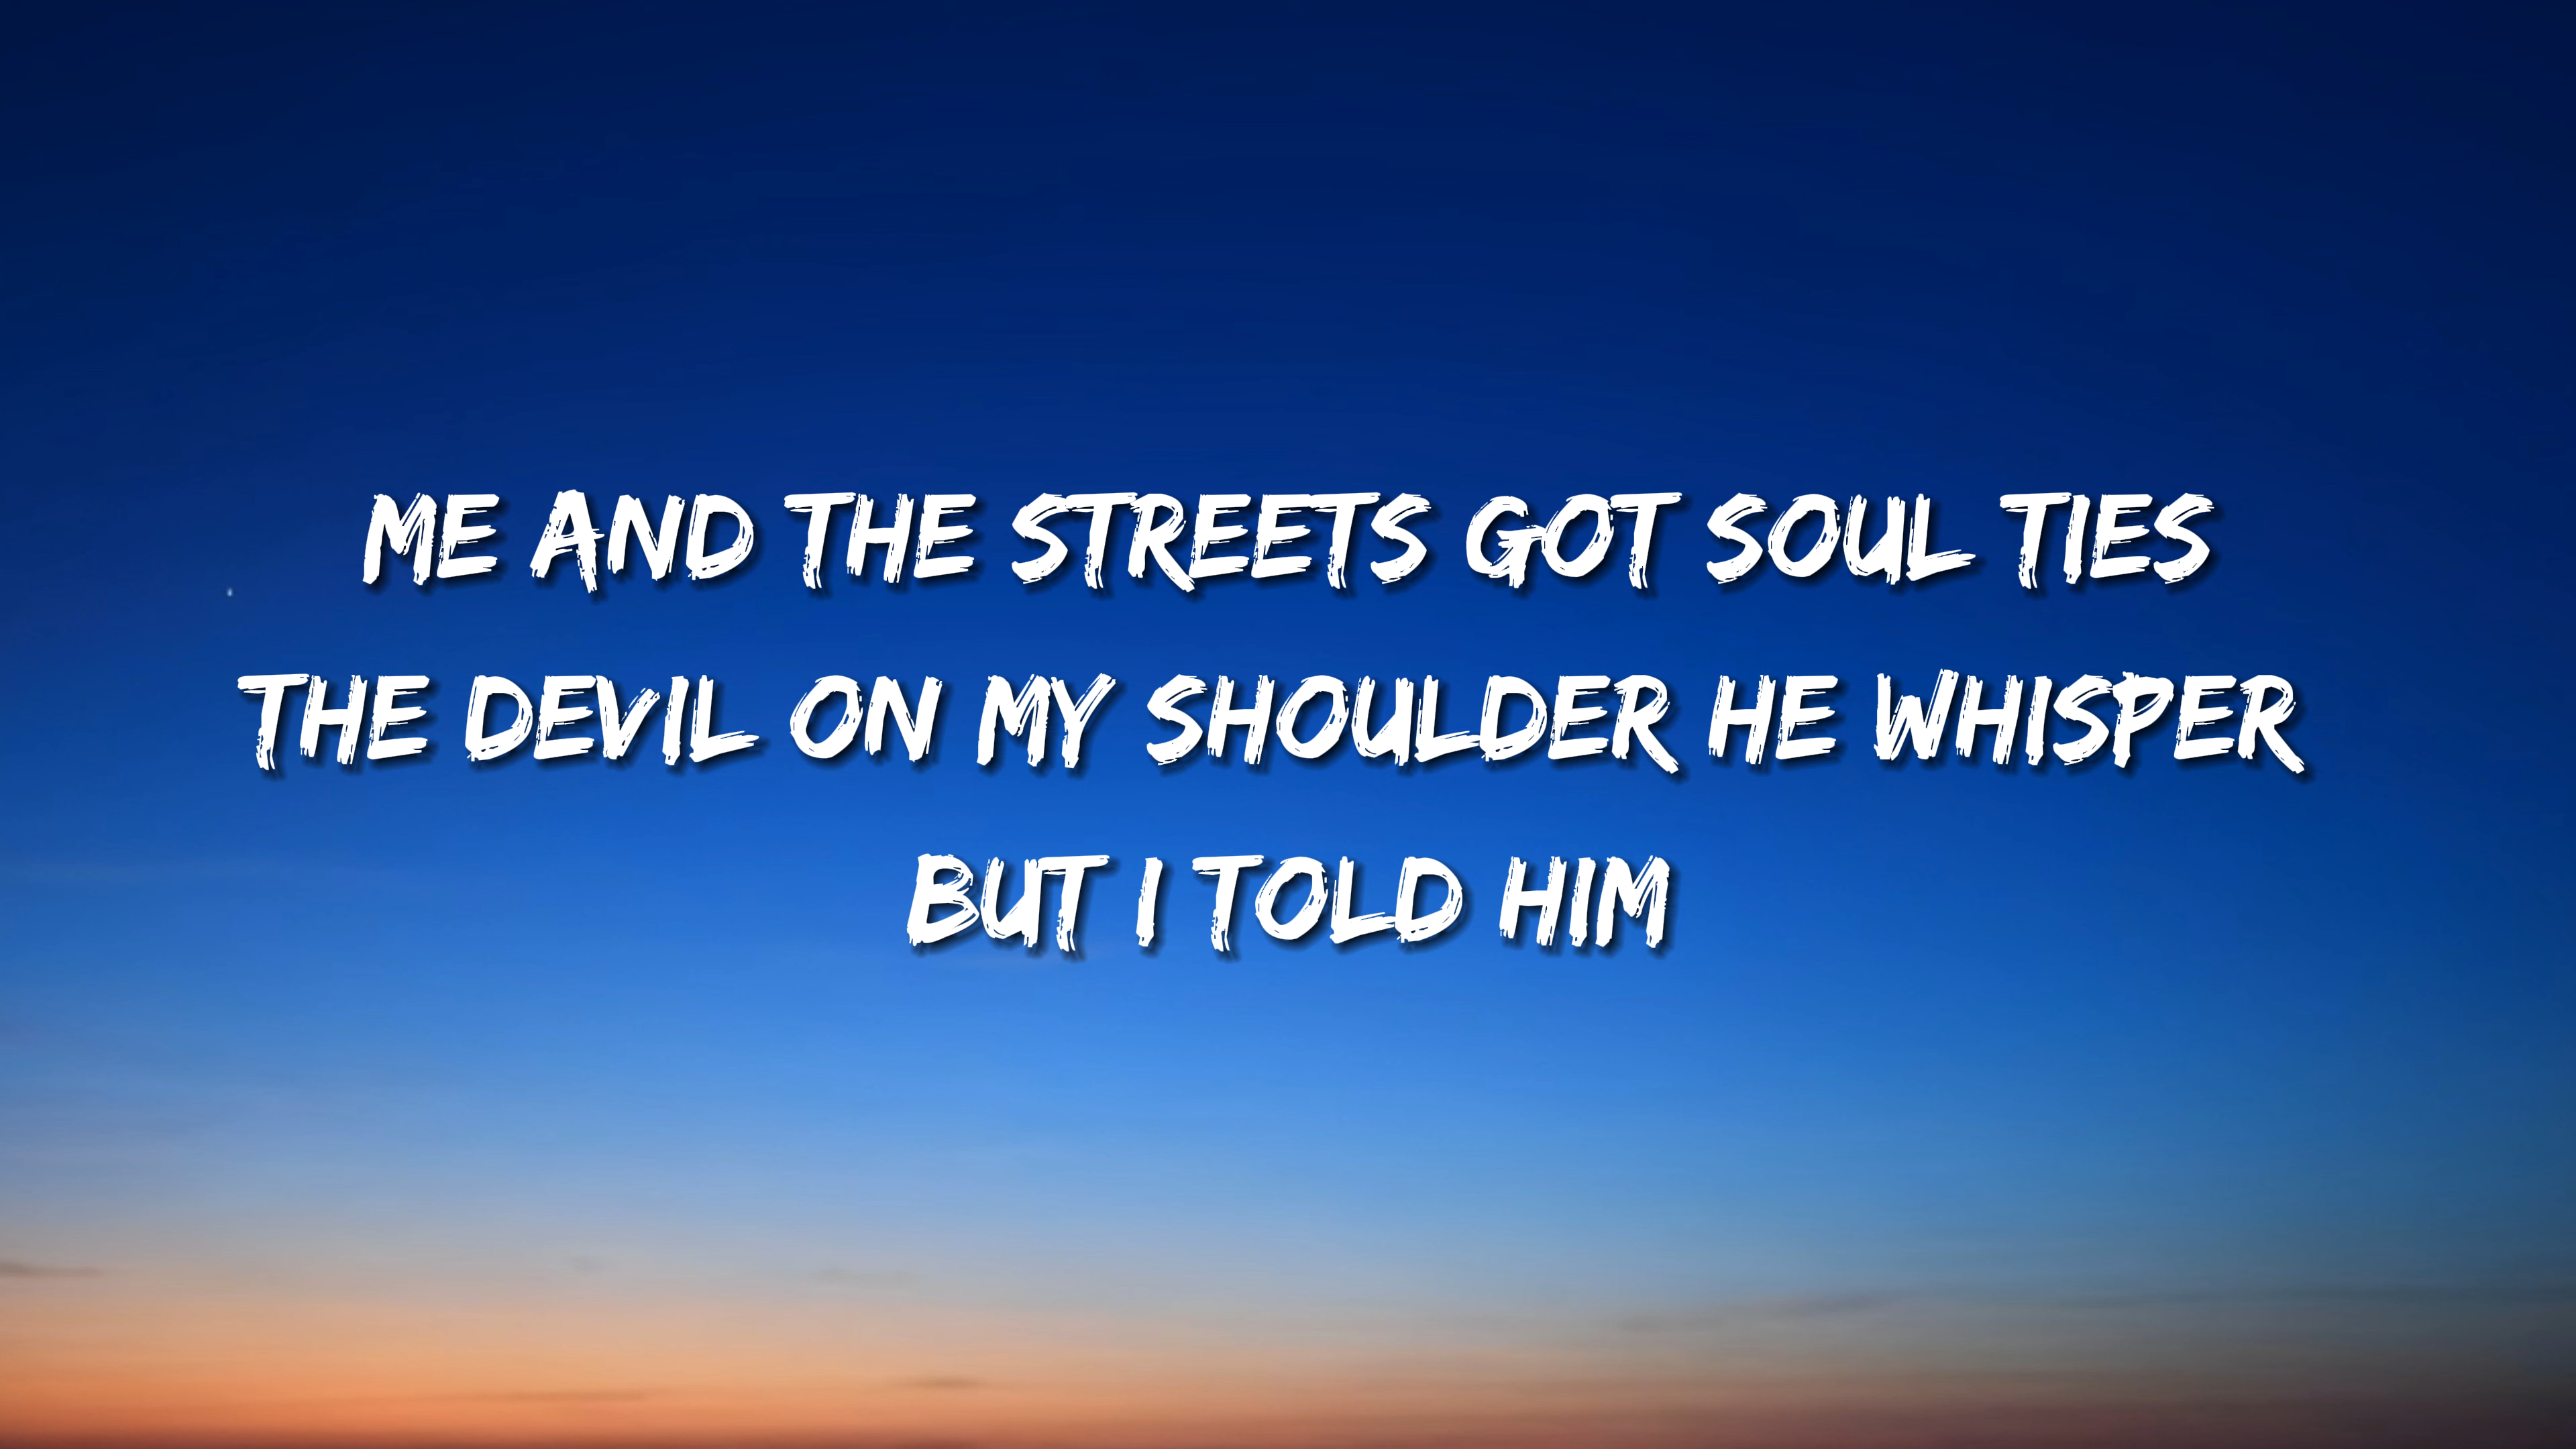 ME AND THE STREETS GOT SOUL TIES
THE DEVIL ON MY SHOULDER HE WHISPER
BUT I TOLD HIM